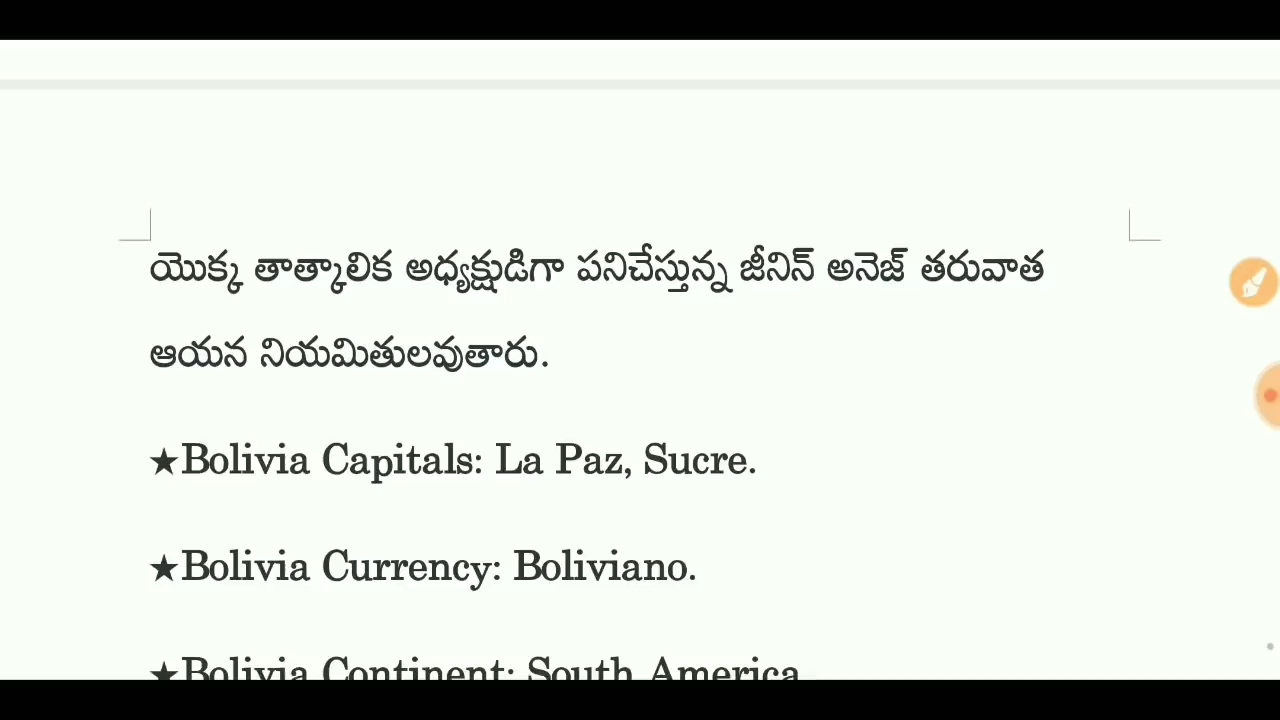 యొక్క తాత్కాలిక అధ్యక్షుడిగా పనిచేస్తున్న జీనిన్ అనెజ్ తరువాత
ఆయన నియమితులవుతారు.
★Bolivia Capitals: La Paz, Sucre.
★Bolivia Currency: Boliviano.
★Bolivia Continent: South America